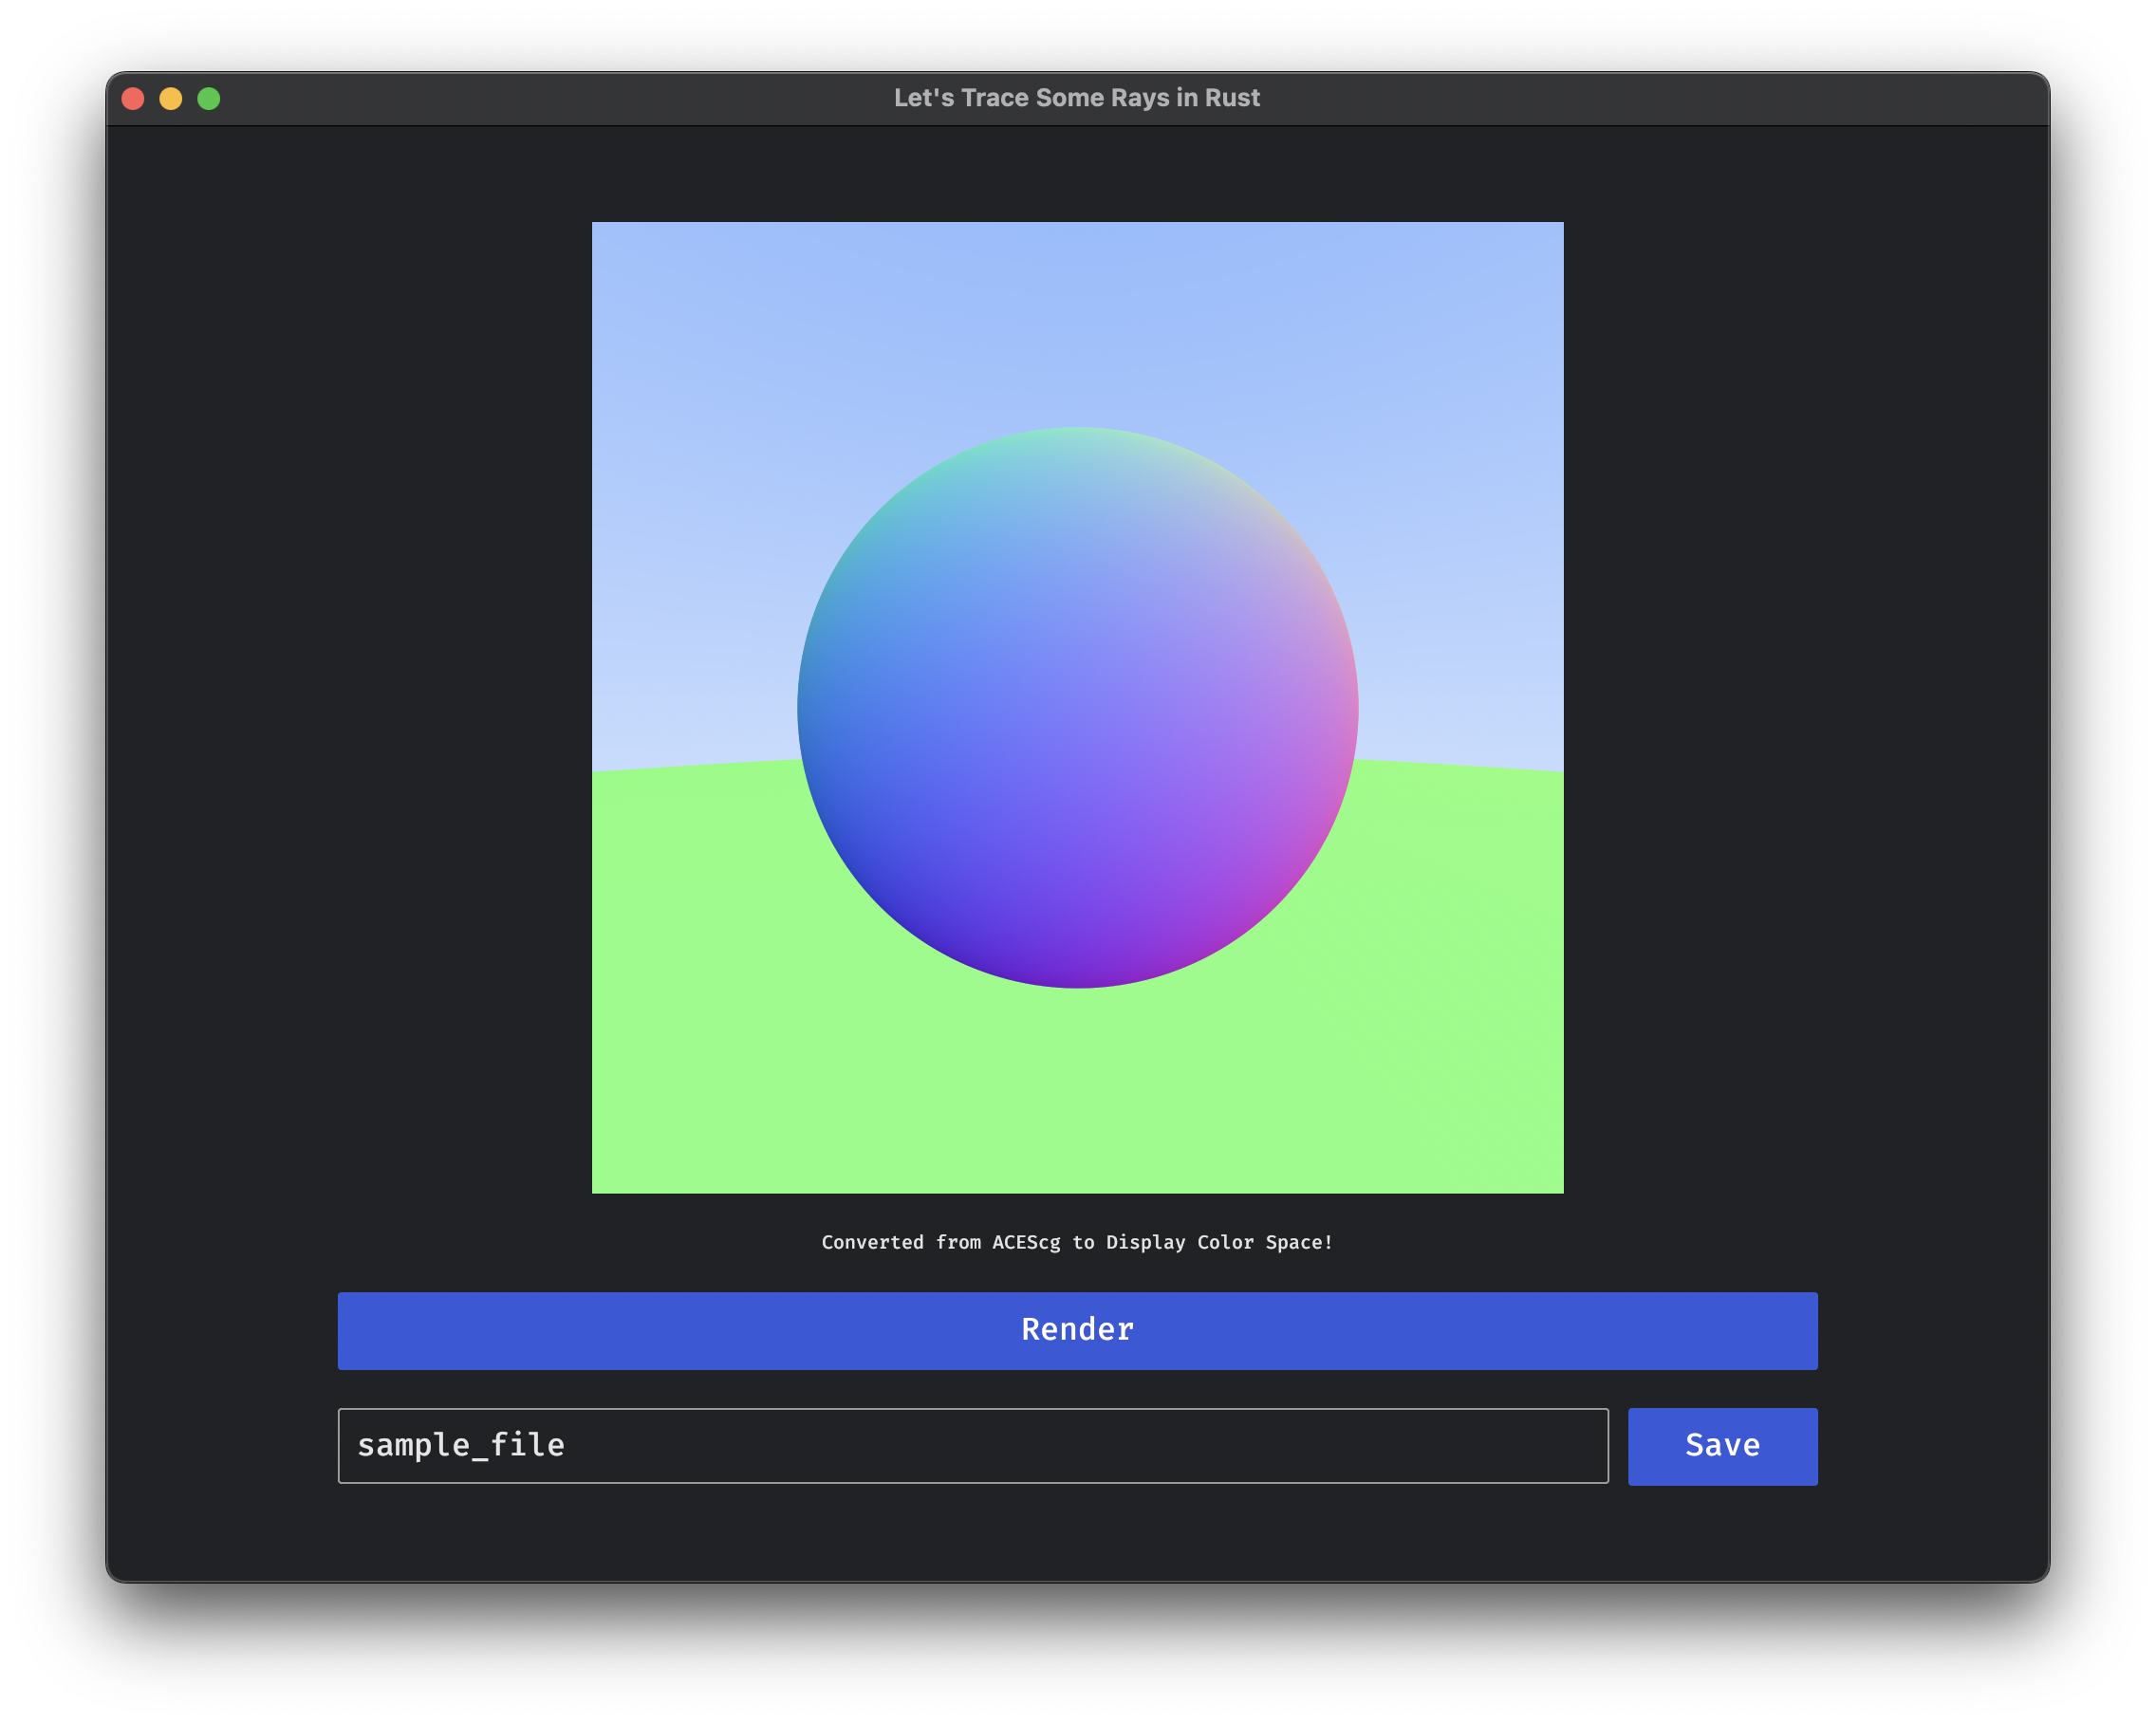 Let's Trace Some Rays in Rust
Converted from ACEScg to Display Color Space!
Render
sample_file
Save